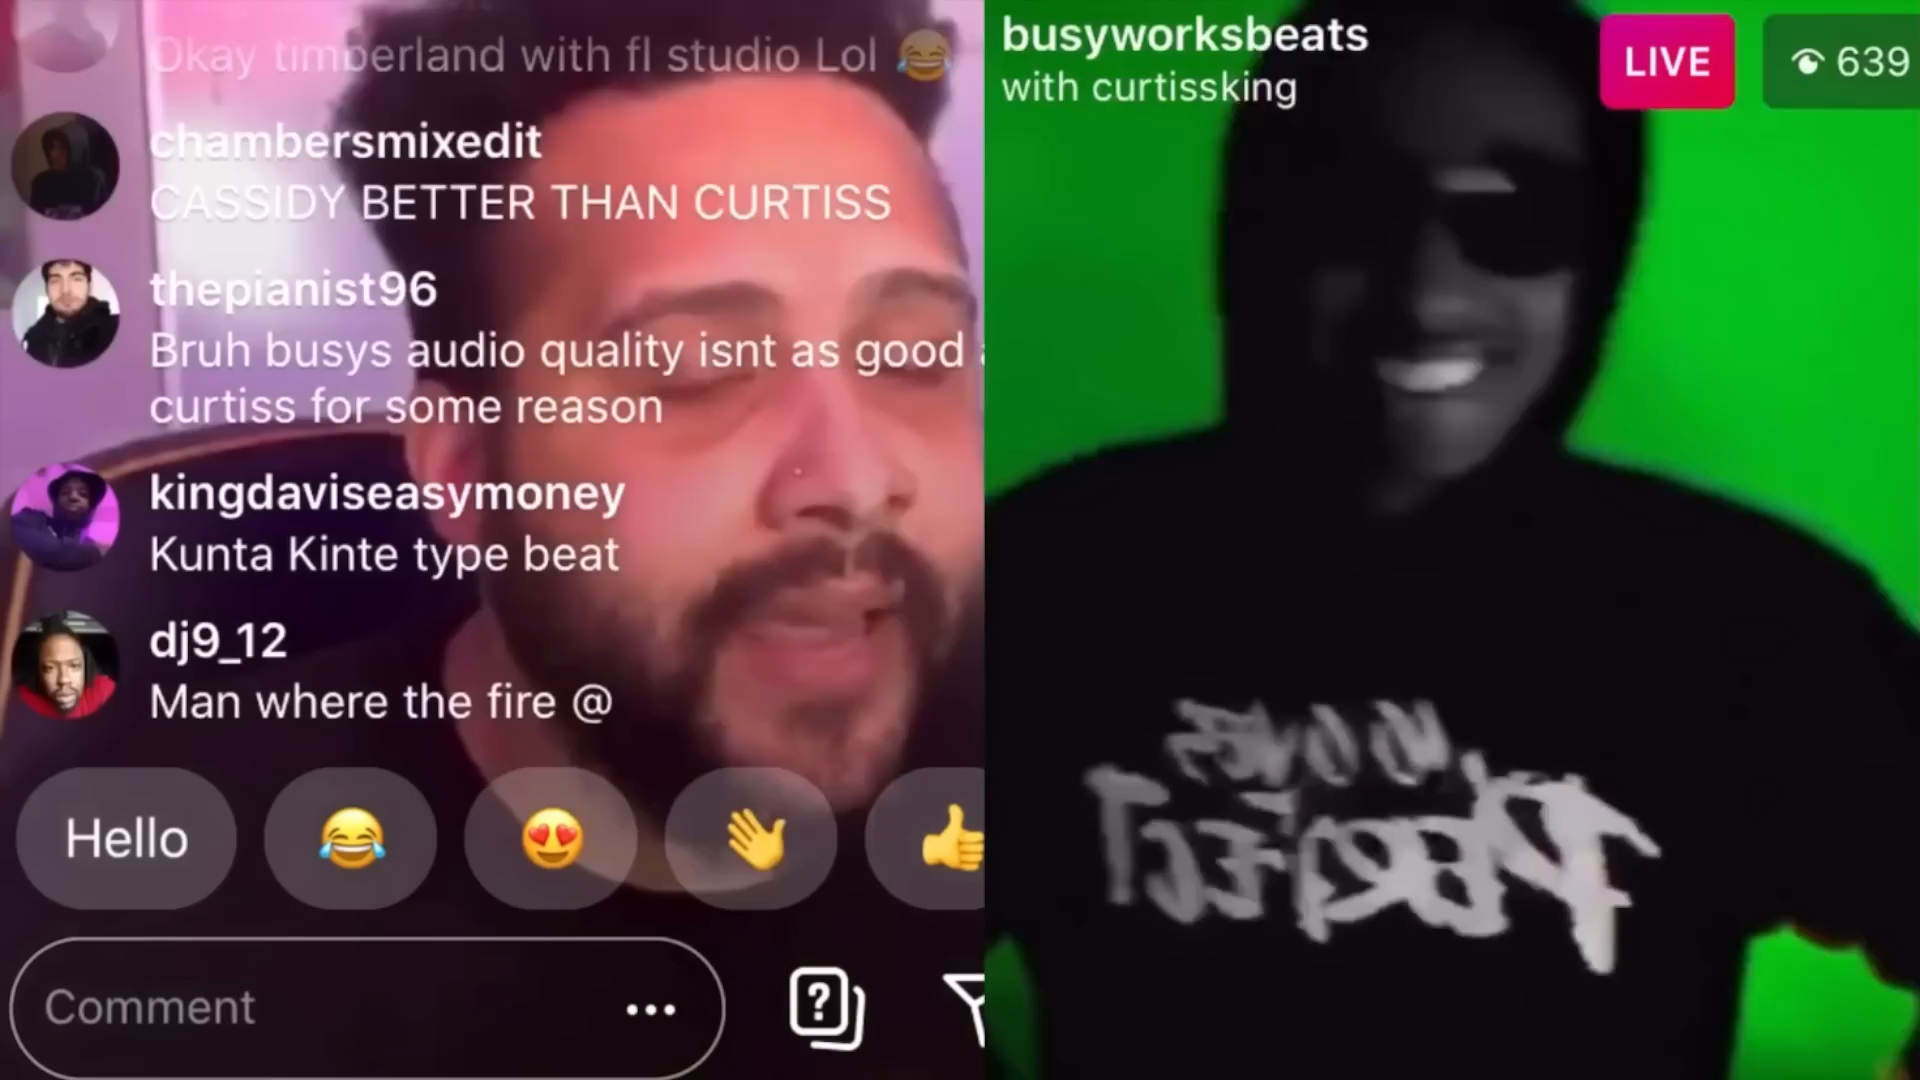 Okay timberland with fl studio Lol 😂
chambersmixedit
CASSIDY BETTER THAN CURTISS
thepianist96
Bruh busys audio quality isnt as good
curtiss for some reason
kingdaviseasymoney
Kunta Kinte type beat
dj9_12
Man where the fire @
Hello
Comment
busyworksbeats
with curtissking
LIVE
639
PERFECT